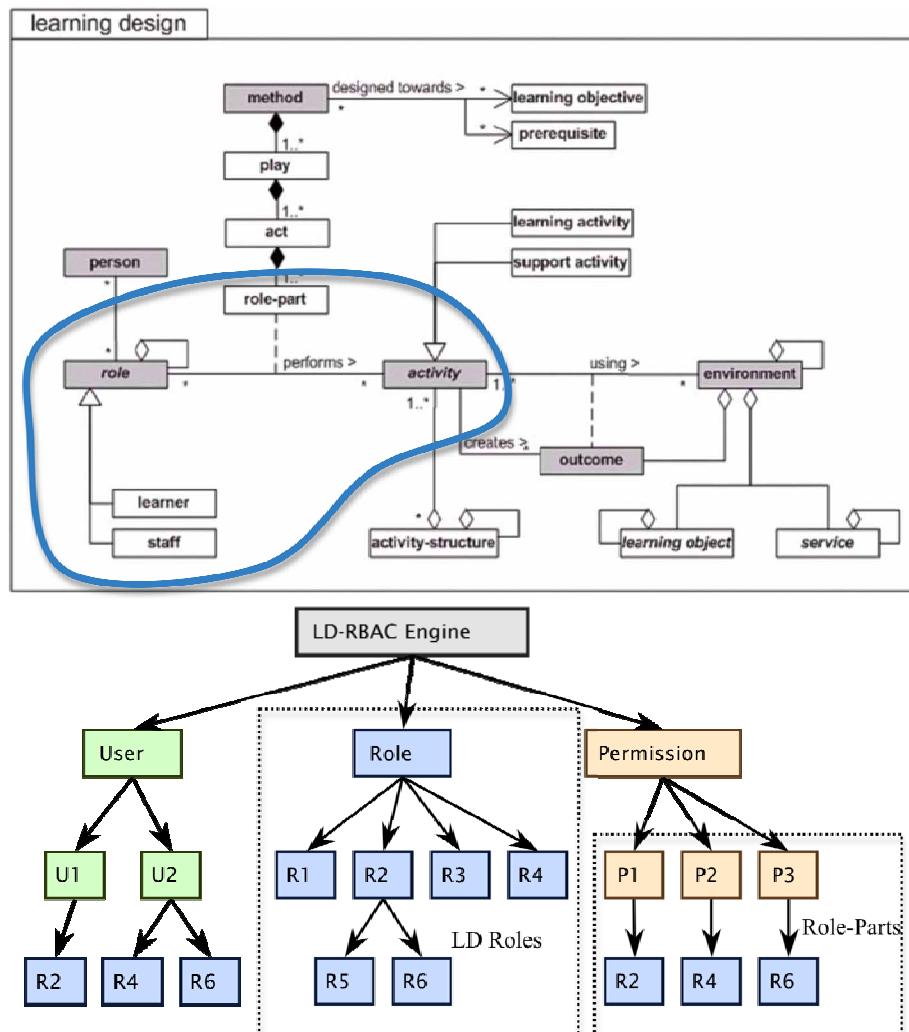 learning design
designed towards >
method
*
*
learning objective
*
prerequisite
1..*
play
1..*
act
learning activity
support activity
person
*
1..*
role-part
*
role
*
performs >
*
activity
1..*
using >
*
environment
1..*
creates >
*
outcome
learner
staff
*
activity-structure
learning object
service
LD-RBAC Engine
User
Role
Permission
U1
U2
R1
R2
R3
R4
P1
P2
P3
LD Roles
Role-Parts
R2
R4
R6
R5
R6
R2
R4
R6